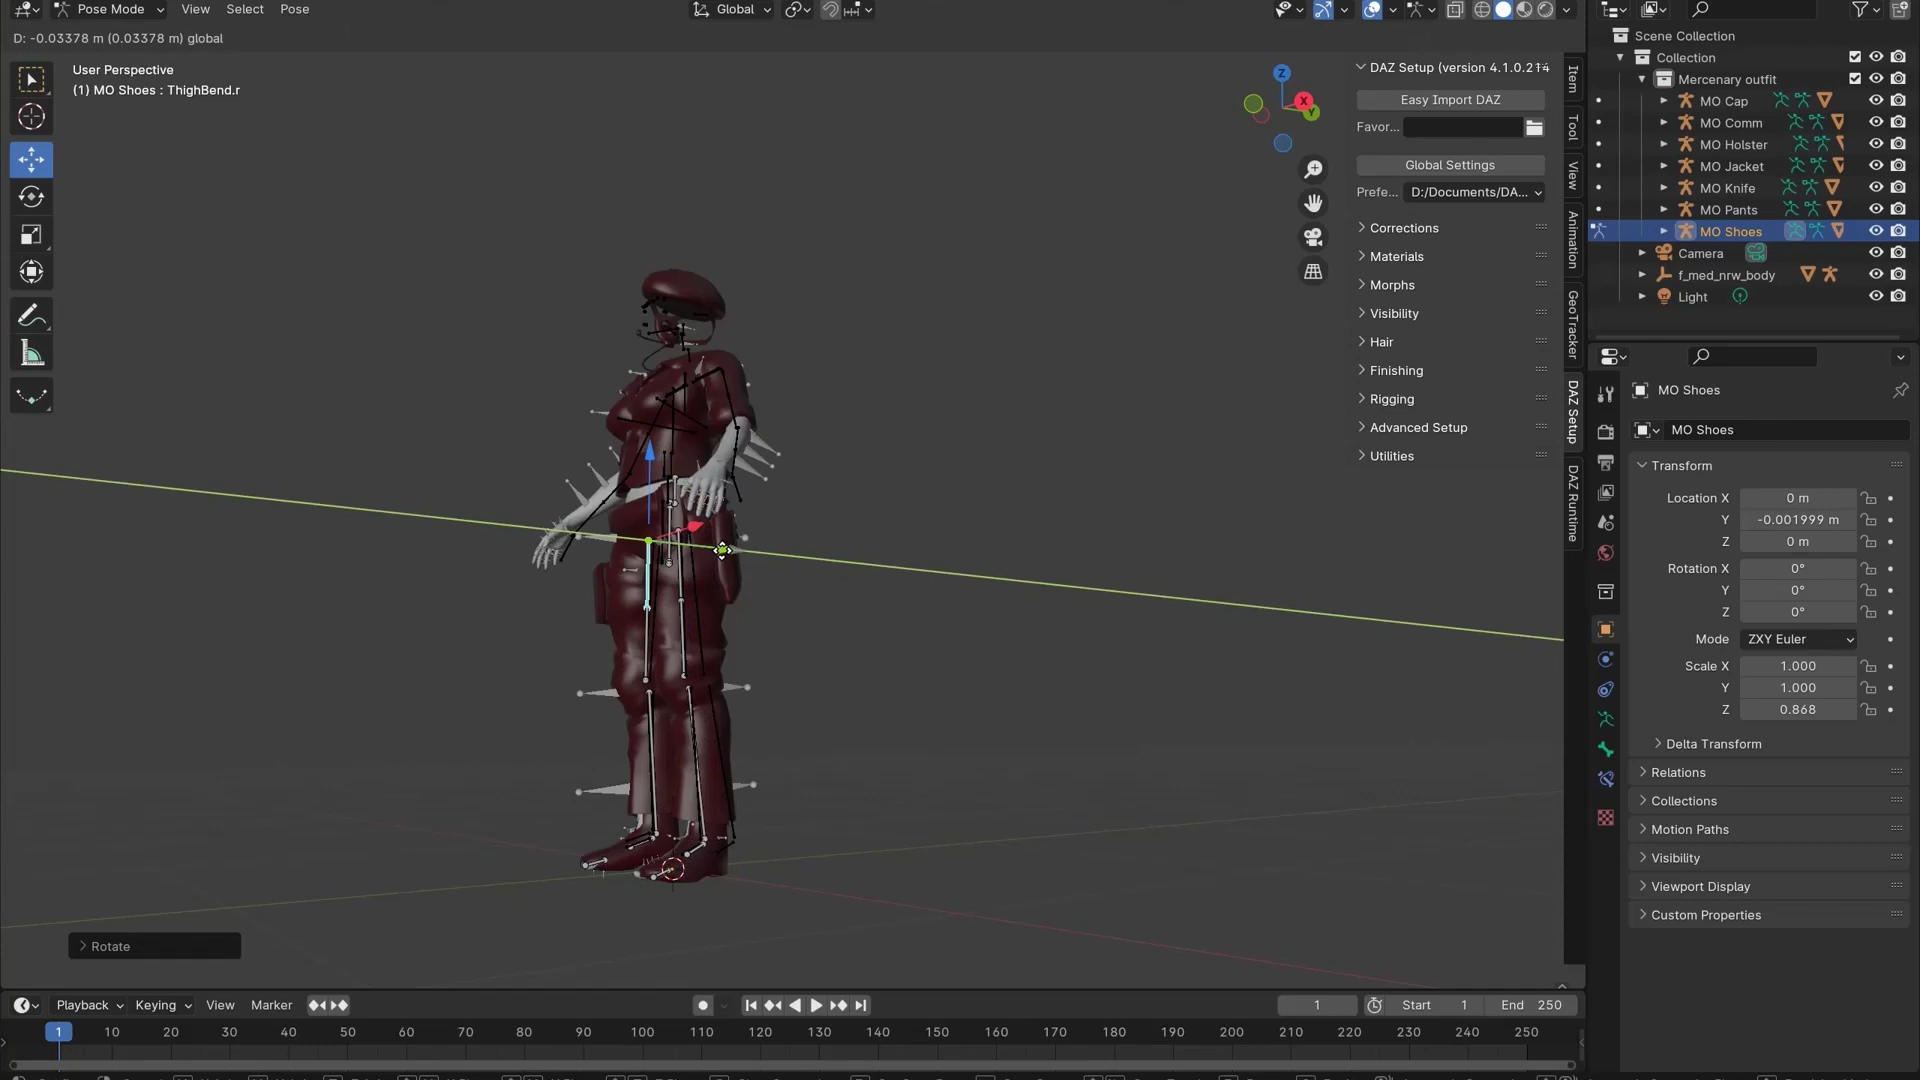 Pose Mode View Select Pose Global
D: -0.03378 m (0.03378 m) global
User Perspective
(1) MO Shoes : ThighBend.r
Z
X
Y
DAZ Setup (version 4.1.0.21
Easy Import DAZ
Favor...
Global Settings
Prefe... D:/Documents/DA...
Corrections
Materials
Morphs
Visibility
Hair
Finishing
Rigging
Advanced Setup
Utilities
Item
Tool
View
Animation
GeoTracker
DAZ Setup
DAZ Runtime
Rotate
Scene Collection
Collection
Mercenary outfit
MO Cap
MO Comm
MO Holster
MO Jacket
MO Knife
MO Pants
MO Shoes
Camera
f_med_nrw_body
Light
MO Shoes
MO Shoes
Transform
Location X 0 m
Y -0.001999 m
Z 0 m
Rotation X 0°
Y 0°
Z 0°
Mode ZXY Euler
Scale X 1.000
Y 1.000
Z 0.868
Delta Transform
Relations
Collections
Motion Paths
Visibility
Viewport Display
Custom Properties
Playback Keying View Marker 1 Start 1 End 250
1 10 20 30 40 50 60 70 80 90 100 110 120 130 140 150 160 170 180 190 200 210 220 230 240 250